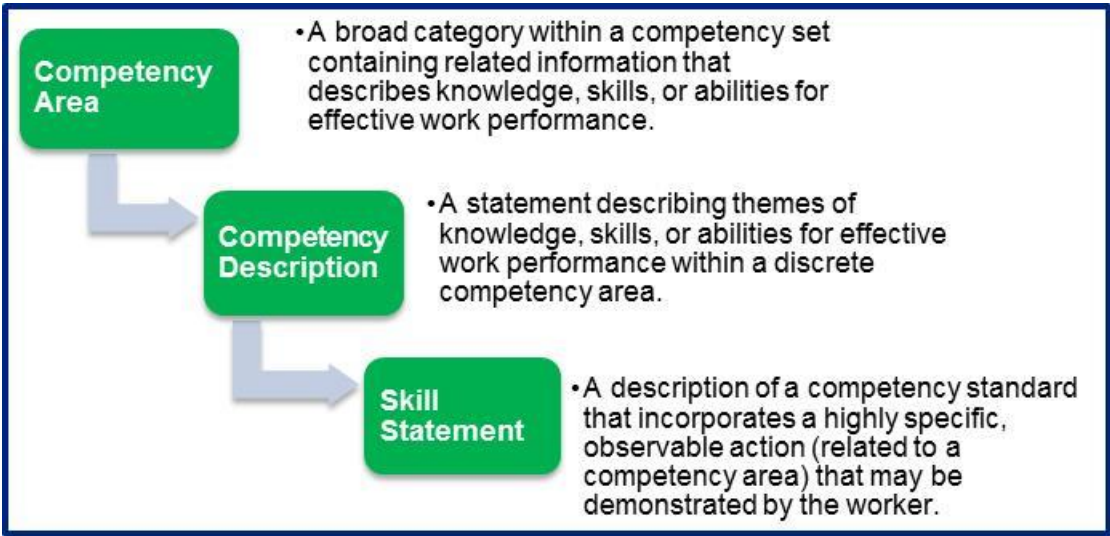 Competency
Area
•A broad category within a competency set
containing related information that
describes knowledge, skills, or abilities for
effective work performance.
Competency
Description
•A statement describing themes of
knowledge, skills, or abilities for effective
work performance within a discrete
competency area.
Skill
Statement
•A description of a competency standard
that incorporates a highly specific,
observable action (related to a
competency area) that may be
demonstrated by the worker.